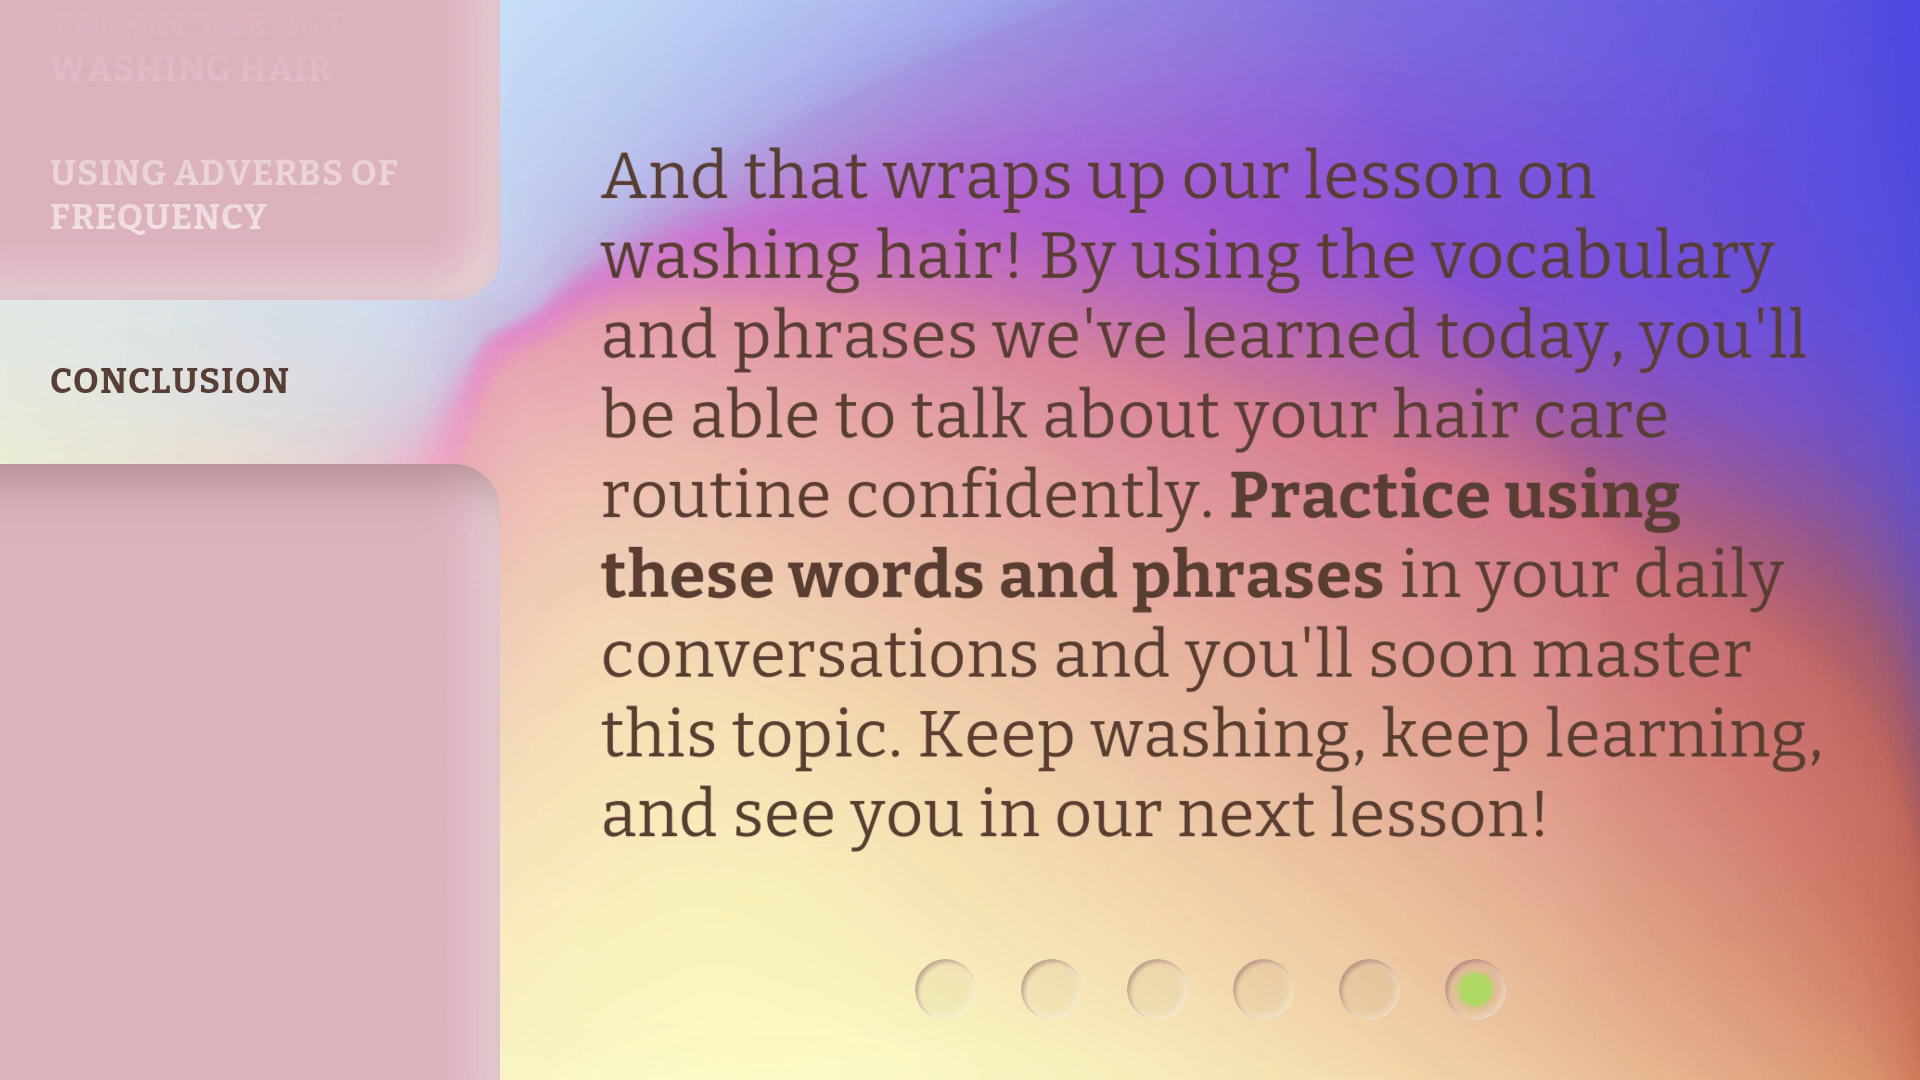 TALKING ABOUT
WASHING HAIR
USING ADVERBS OF
FREQUENCY
CONCLUSION
And that wraps up our lesson on
washing hair! By using the vocabulary
and phrases we've learned today, you'll
be able to talk about your hair care
routine confidently. Practice using
these words and phrases in your daily
conversations and you'll soon master
this topic. Keep washing, keep learning,
and see you in our next lesson!